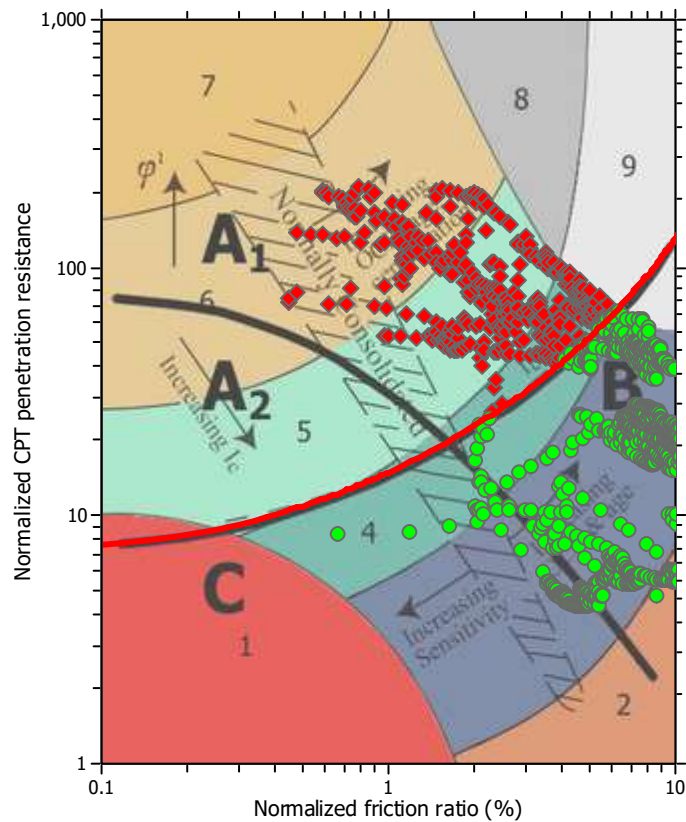 1,000
7
8
9
φ'
Normally
Consolidated
A1
100
6
A2
Increasing Ic
5
B
10
4
C
Increasing
Sensitivity
1
2
1
0.1
1
10
Normalized CPT penetration resistance
Normalized friction ratio (%)